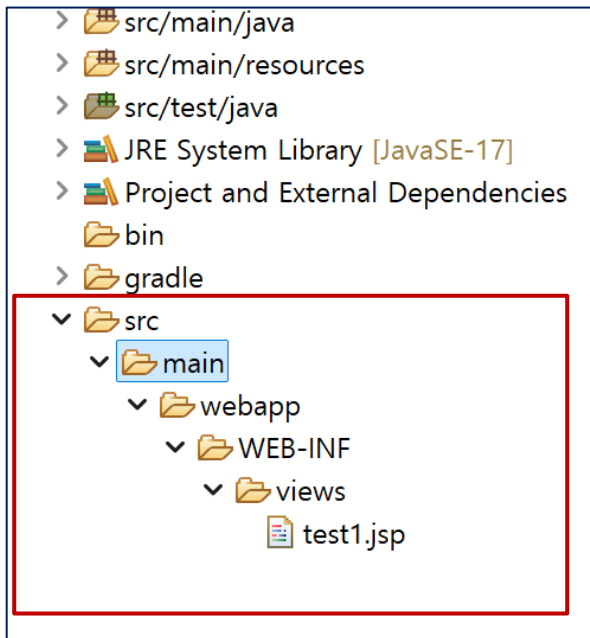 src/main/java
src/main/resources
src/test/java
JRE System Library [JavaSE-17]
Project and External Dependencies
bin
gradle
src
main
webapp
WEB-INF
views
test1.jsp